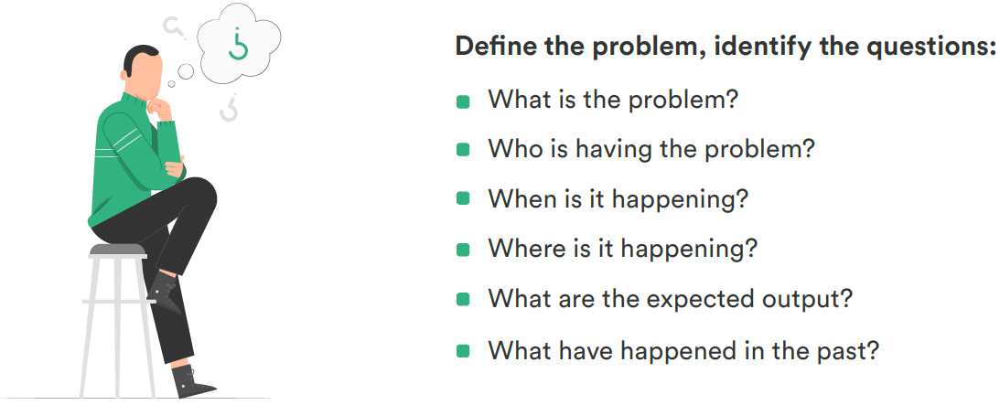 Define the problem, identify the questions:
What is the problem?
Who is having the problem?
When is it happening?
Where is it happening?
What are the expected output?
What have happened in the past?